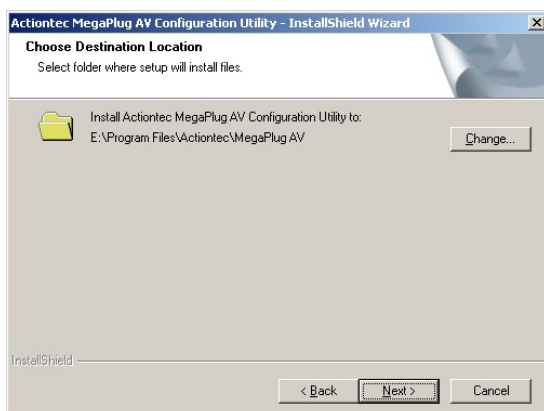 Actiontec MegaPlug AV Configuration Utility - InstallShield Wizard
Choose Destination Location
Select folder where setup will install files.
Install Actiontec MegaPlug AV Configuration Utility to:
E:\Program Files\Actiontec\MegaPlug AV
Change...
InstallShield
< Back
Next >
Cancel